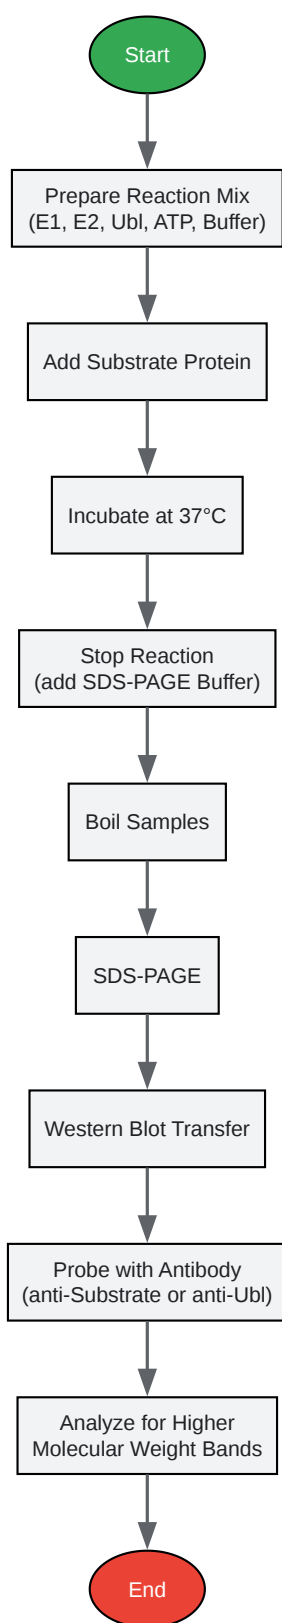 Start
Prepare Reaction Mix
(E1, E2, Ubl, ATP, Buffer)
Add Substrate Protein
Incubate at 37°C
Stop Reaction
(add SDS-PAGE Buffer)
Boil Samples
SDS-PAGE
Western Blot Transfer
Probe with Antibody
(anti-Substrate or anti-Ubl)
Analyze for Higher
Molecular Weight Bands
End